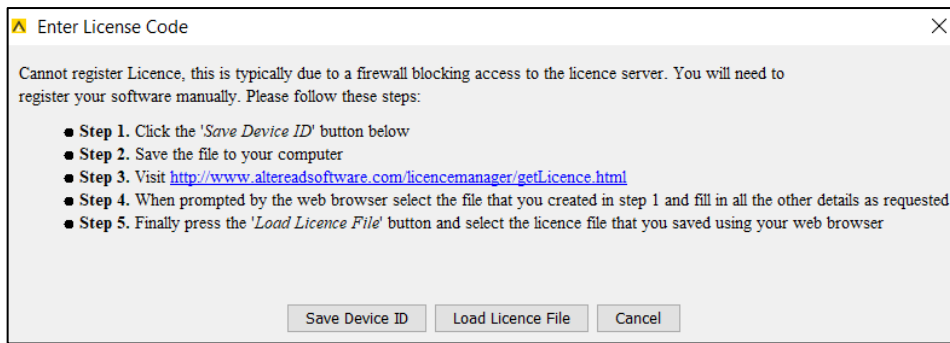 Enter License Code
Cannot register Licence, this is typically due to a firewall blocking access to the licence server. You will need to
register your software manually. Please follow these steps:
Step 1. Click the 'Save Device ID' button below
Step 2. Save the file to your computer
Step 3. Visit http://www.altereadsoftware.com/licencemanager/getLicence.html
Step 4. When prompted by the web browser select the file that you created in step 1 and fill in all the other details as requested
Step 5. Finally press the 'Load Licence File' button and select the licence file that you saved using your web browser
Save Device ID Load Licence File Cancel